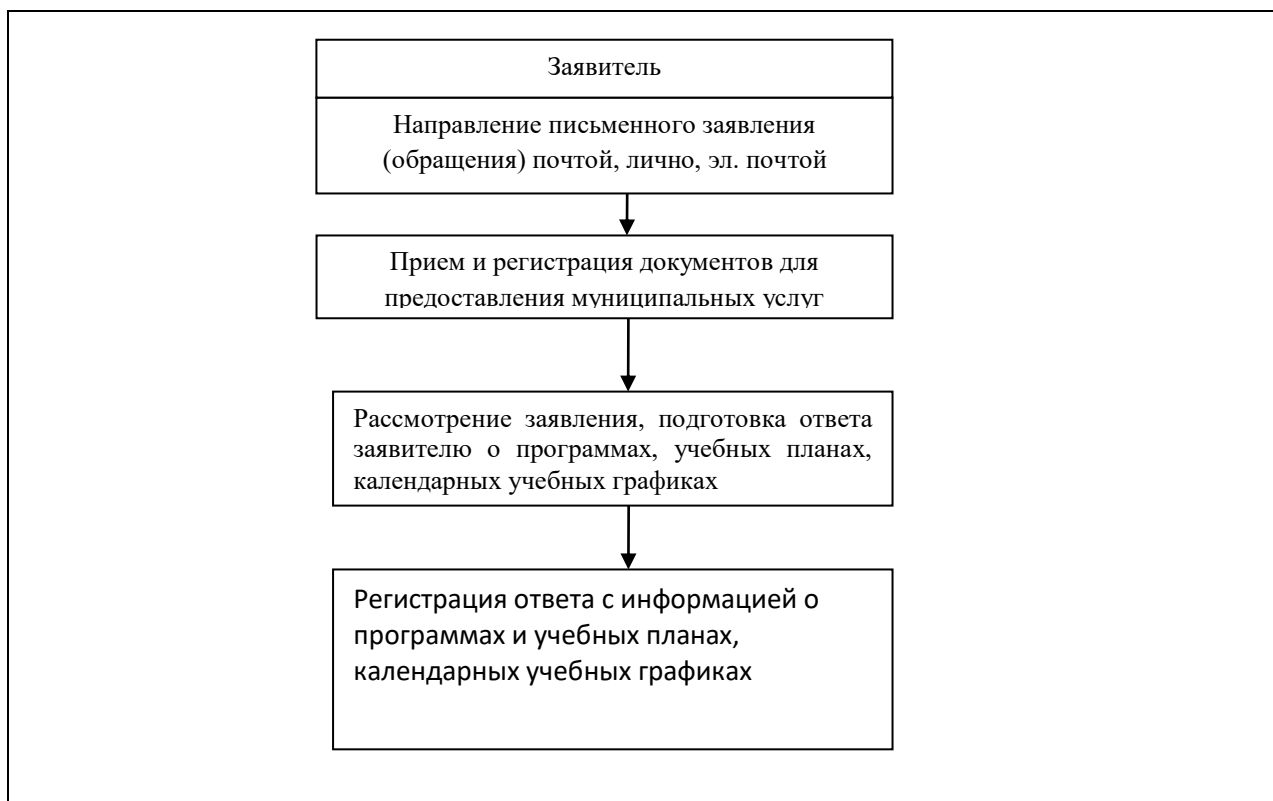 Заявитель
Направление письменного заявления
(обращения) почтой, лично, эл. почтой
Прием и регистрация документов для
предоставления муниципальных услуг
Рассмотрение заявления, подготовка ответа
заявителю о программах, учебных планах,
календарных учебных графиках
Регистрация ответа с информацией о
программах и учебных планах,
календарных учебных графиках